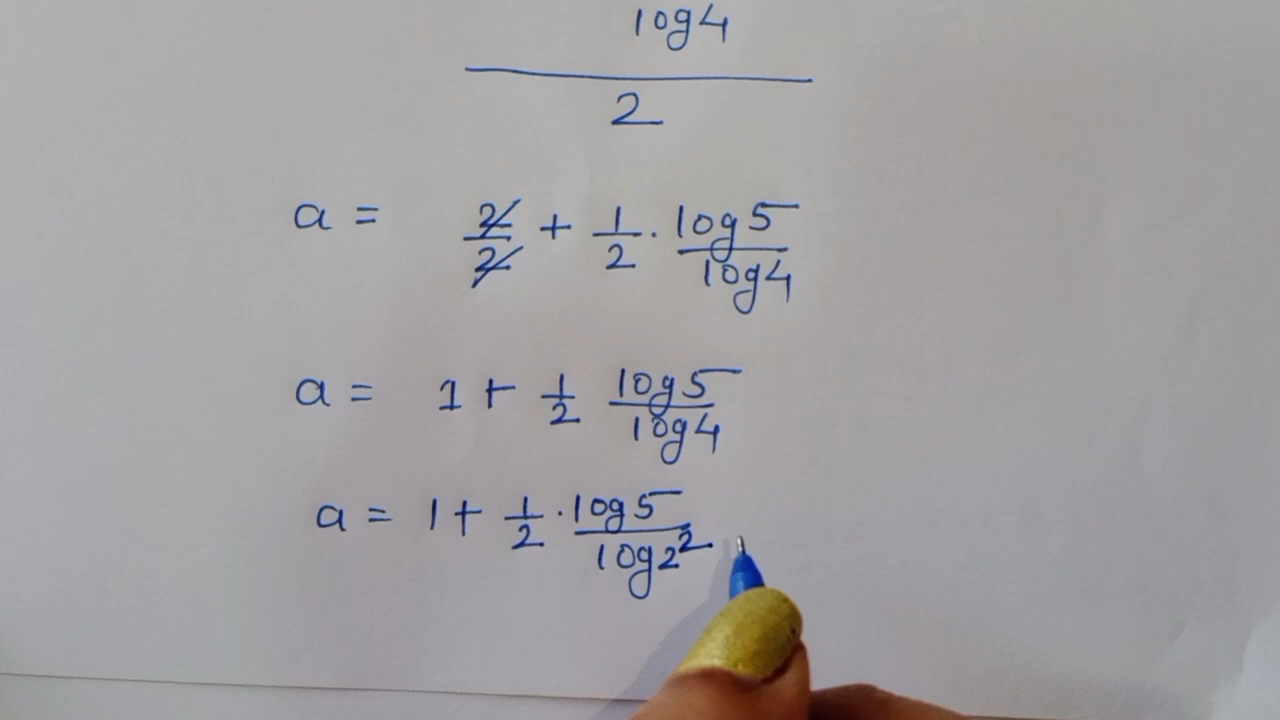 log4
2
a = 2/2 + 1/2 . log5/log4
a = 1 + 1/2 log5/log4
a = 1 + 1/2 . log5/log2²